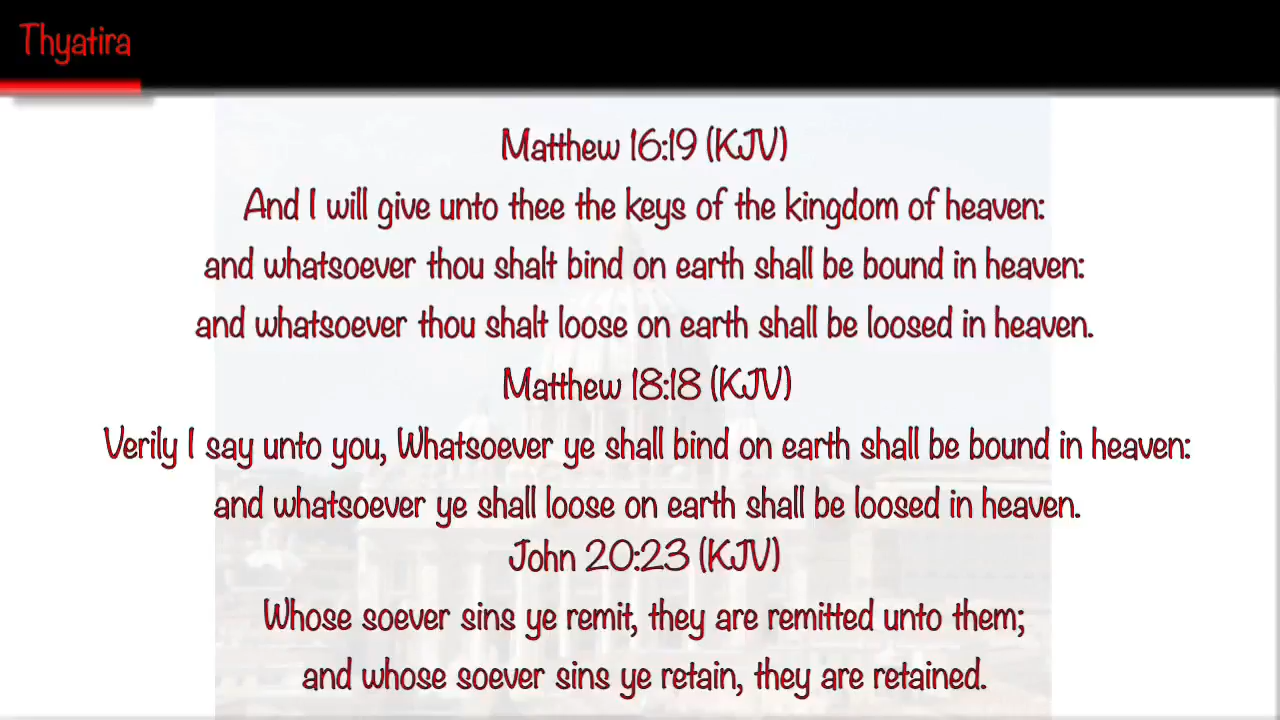 Thyatira
Matthew 16:19 (KJV)
And I will give unto thee the keys of the kingdom of heaven:
and whatsoever thou shalt bind on earth shall be bound in heaven:
and whatsoever thou shalt loose on earth shall be loosed in heaven.
Matthew 18:18 (KJV)
Verily I say unto you, Whatsoever ye shall bind on earth shall be bound in heaven:
and whatsoever ye shall loose on earth shall be loosed in heaven.
John 20:23 (KJV)
Whose soever sins ye remit, they are remitted unto them;
and whose soever sins ye retain, they are retained.